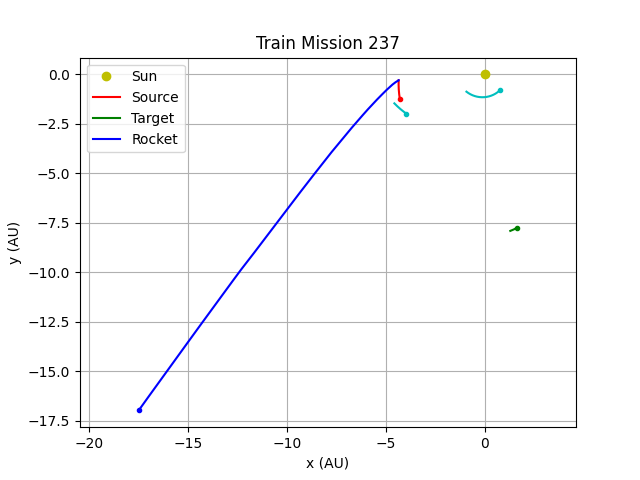 Train Mission 237
Sun
Source
Target
Rocket
0.0
−2.5
−5.0
−7.5
−10.0
−12.5
−15.0
−17.5
y (AU)
−20
−15
−10
−5
0
x (AU)